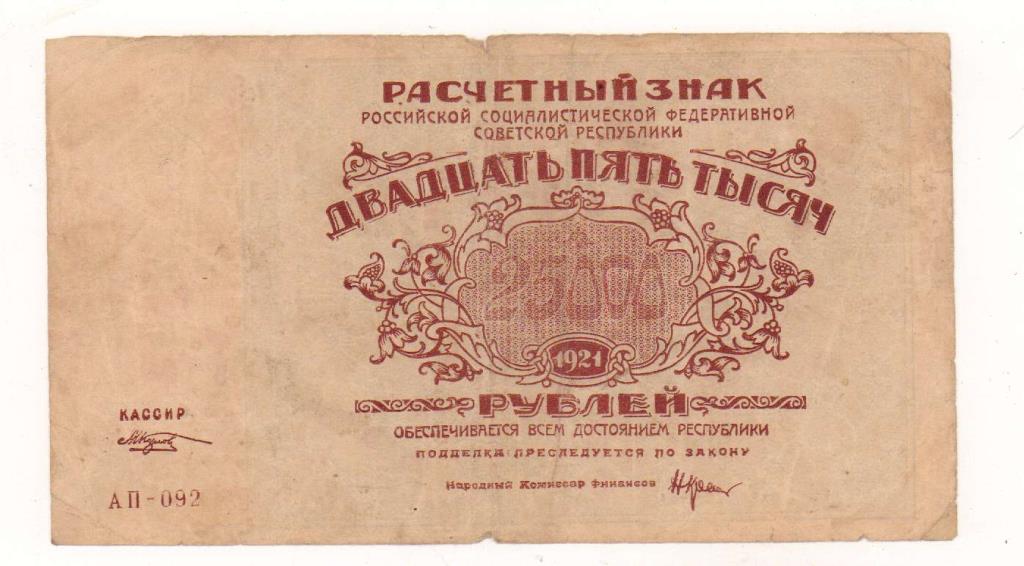 РАСЧЕТНЫЙ ЗНАК
РОССИЙСКОЙ СОЦИАЛИСТИЧЕСКОЙ ФЕДЕРАТИВНОЙ
СОВЕТСКОЙ РЕСПУБЛИКИ
ДВАДЦАТЬ ПЯТЬ ТЫСЯЧ
25000
1921
РУБЛЕЙ
ОБЕСПЕЧИВАЕТСЯ ВСЕМ ДОСТОЯНИЕМ РЕСПУБЛИКИ
ПОДДЕЛКА ПРЕСЛЕДУЕТСЯ ПО ЗАКОНУ
Народный Комиссар финансов
КАССИР
АП-092